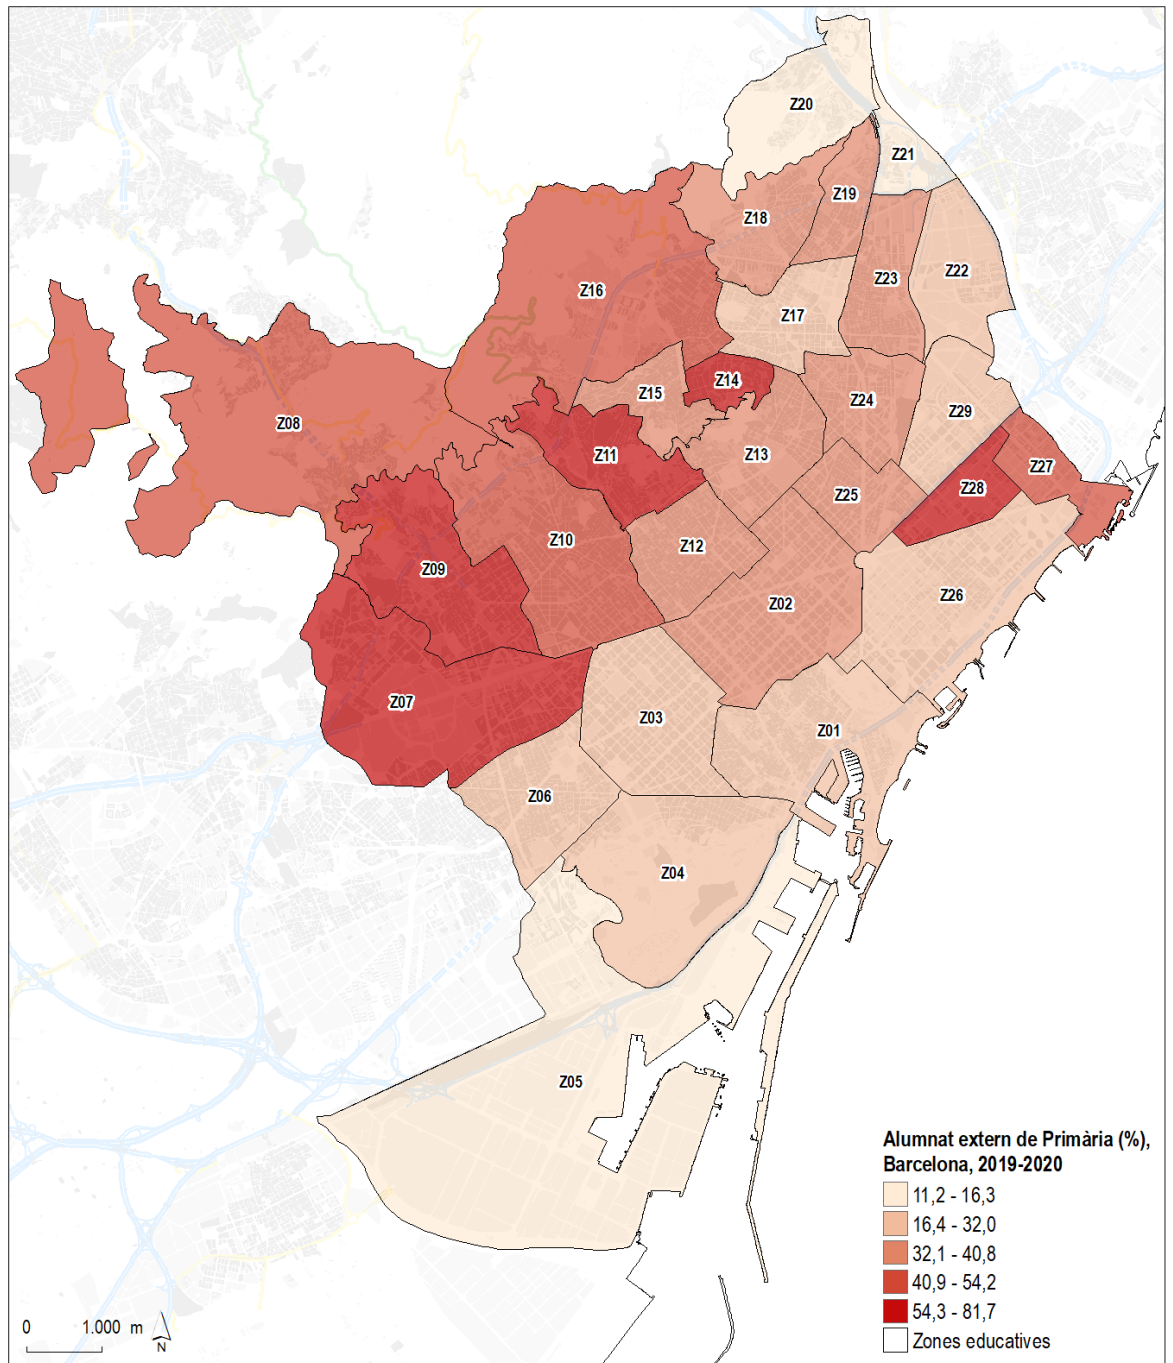 Z20
Z21
Z19
Z18
Z22
Z23
Z16
Z17
Z14
Z15
Z24
Z29
Z08
Z11
Z13
Z27
Z28
Z25
Z10
Z12
Z09
Z26
Z02
Z07
Z03
Z01
Z06
Z04
Z05
Alumnat extern de Primària (%),
Barcelona, 2019-2020
11,2 - 16,3
16,4 - 32,0
32,1 - 40,8
40,9 - 54,2
54,3 - 81,7
Zones educatives
0 1.000 m
N